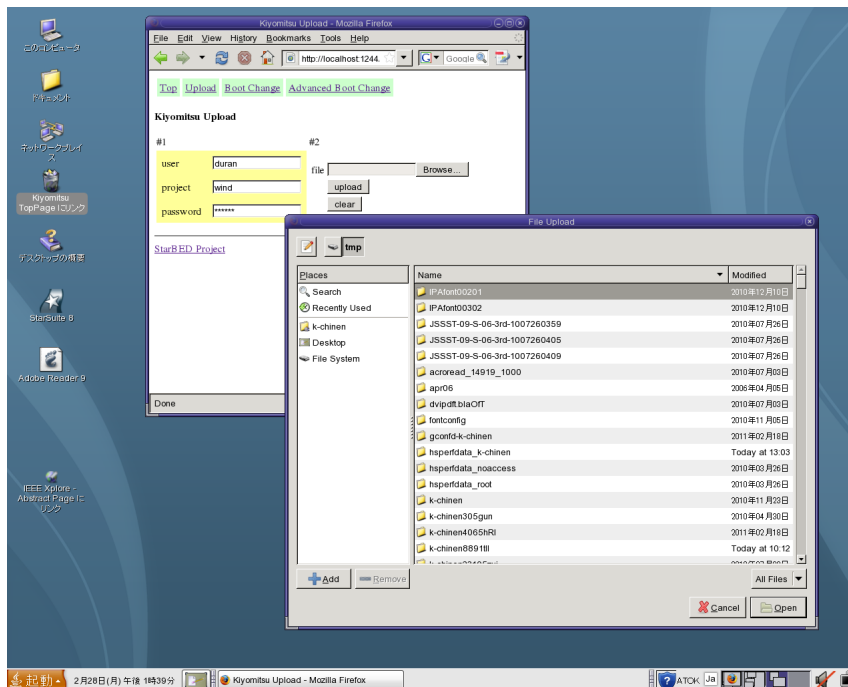 このコンピュータ
ドキュメント
ネットワークプレイ
ス
Kiyomitsu
TopPage にリンク
デスクトップの概要
StarSuite 8
Adobe Reader 9
IEEE Xplore -
Abstract Page に
リンク
Kiyomitsu Upload - Mozilla Firefox
File Edit View History Bookmarks Tools Help
http://localhost:1244. Google
Top Upload Boot Change Advanced Boot Change
Kiyomitsu Upload
#1 #2
user duran
file Browse...
project wind upload
password ****** clear
StarBED Project
Done
File Upload
tmp
Places Name Modified
Search IPAfont00201 2010年12月10日
Recently Used IPAfont00302 2010年12月10日
k-chinen JSSST-09-S-06-3rd-1007260359 2010年07月26日
Desktop JSSST-09-S-06-3rd-1007260405 2010年07月26日
File System JSSST-09-S-06-3rd-1007260409 2010年07月26日
acroread_14919_1000 2010年07月03日
apr06 2006年04月05日
dvipdft.blaOfT 2010年07月03日
fontconfig 2010年11月05日
gconfd-k-chinen 2011年02月18日
hsperfdata_k-chinen Today at 13:03
hsperfdata_noaccess 2010年03月26日
hsperfdata_root 2010年03月26日
k-chinen 2010年11月23日
k-chinen305gun 2010年04月30日
k-chinen4065hRI 2011年02月18日
k-chinen8891tll Today at 10:12
Add Remove All Files
Cancel Open
起動 2月28日(月) 午後 1時39分 Kiyomitsu Upload - Mozilla Firefox ATOK Ja